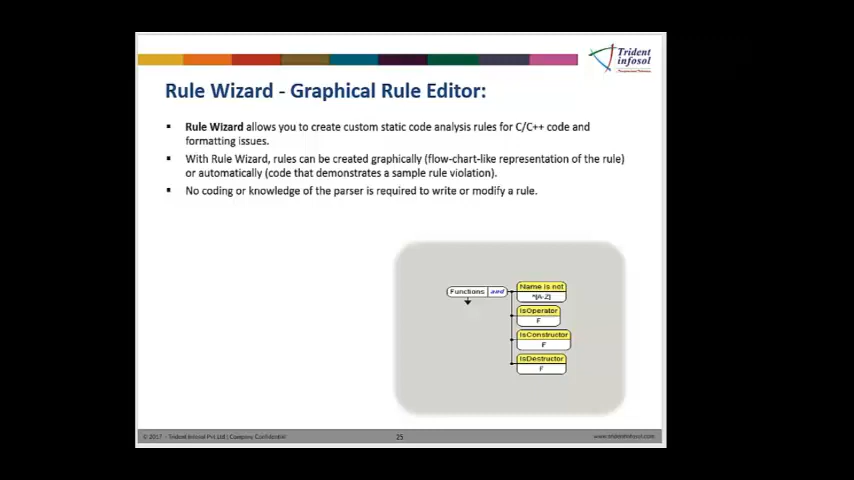 Trident
infosol
Rule Wizard - Graphical Rule Editor:
Rule Wizard allows you to create custom static code analysis rules for C/C++ code and
formatting issues.
With Rule Wizard, rules can be created graphically (flow-chart-like representation of the rule)
or automatically (code that demonstrates a sample rule violation).
No coding or knowledge of the parser is required to write or modify a rule.
Functions and
Name is not
^[A-Z]
IsOperator
F
IsConstructor
F
IsDestructor
F
© 2017 - Trident Infosol Pvt Ltd | Company Confidential
25
www.tridentinfosol.com